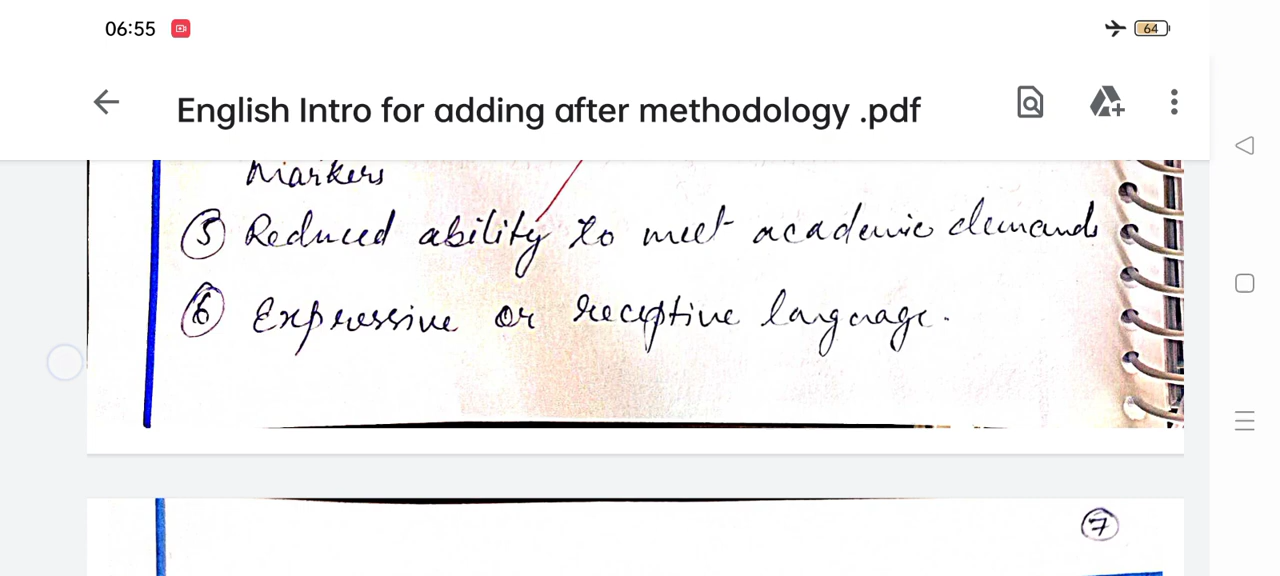 06:55
64
English Intro for adding after methodology .pdf
Markers
5 Reduced ability to meet academic demands
6 Expressive or receptive language.
7